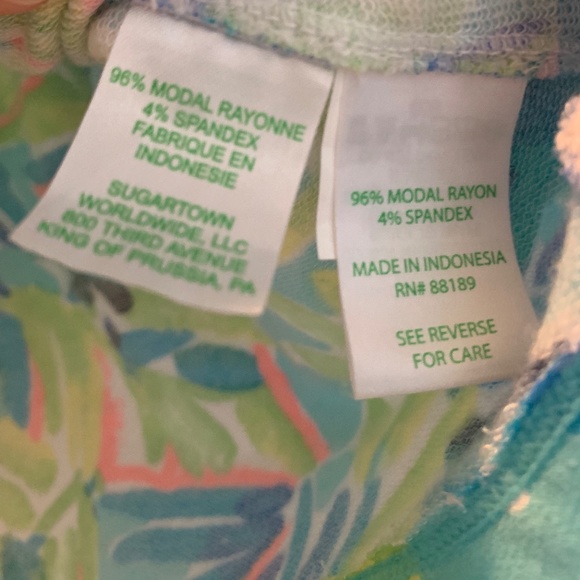 96% MODAL RAYONNE
4% SPANDEX
FABRIQUE EN
INDONESIE
SUGARTOWN
WORLDWIDE, LLC
800 THIRD AVENUE
KING OF PRUSSIA, PA
96% MODAL RAYON
4% SPANDEX
MADE IN INDONESIA
RN# 88189
SEE REVERSE
FOR CARE